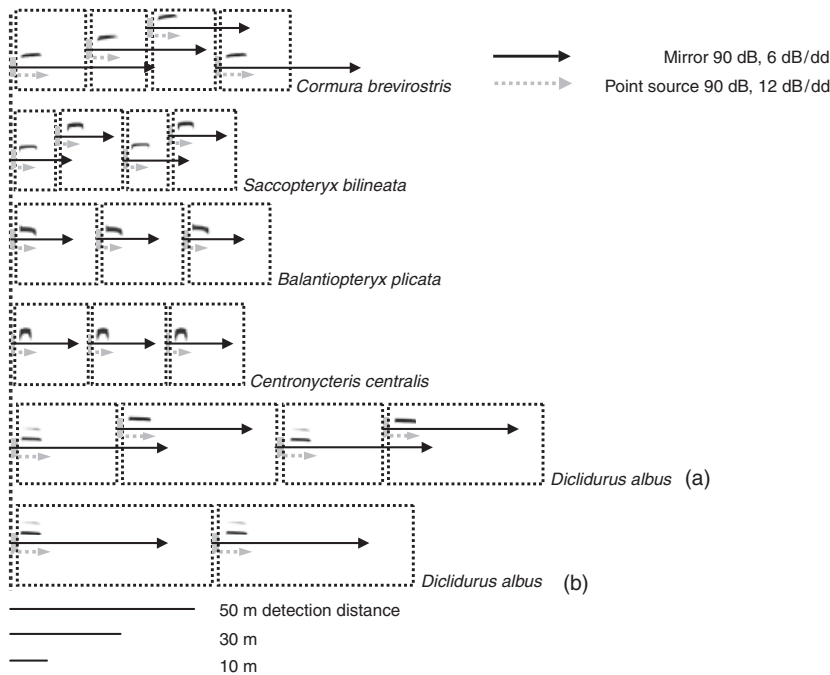 Mirror 90 dB, 6 dB/dd
Point source 90 dB, 12 dB/dd
Cormura brevirostris
Saccopteryx bilineata
Balantiopteryx plicata
Centronycteris centralis
Diclidurus albus (a)
Diclidurus albus (b)
50 m detection distance
30 m
10 m